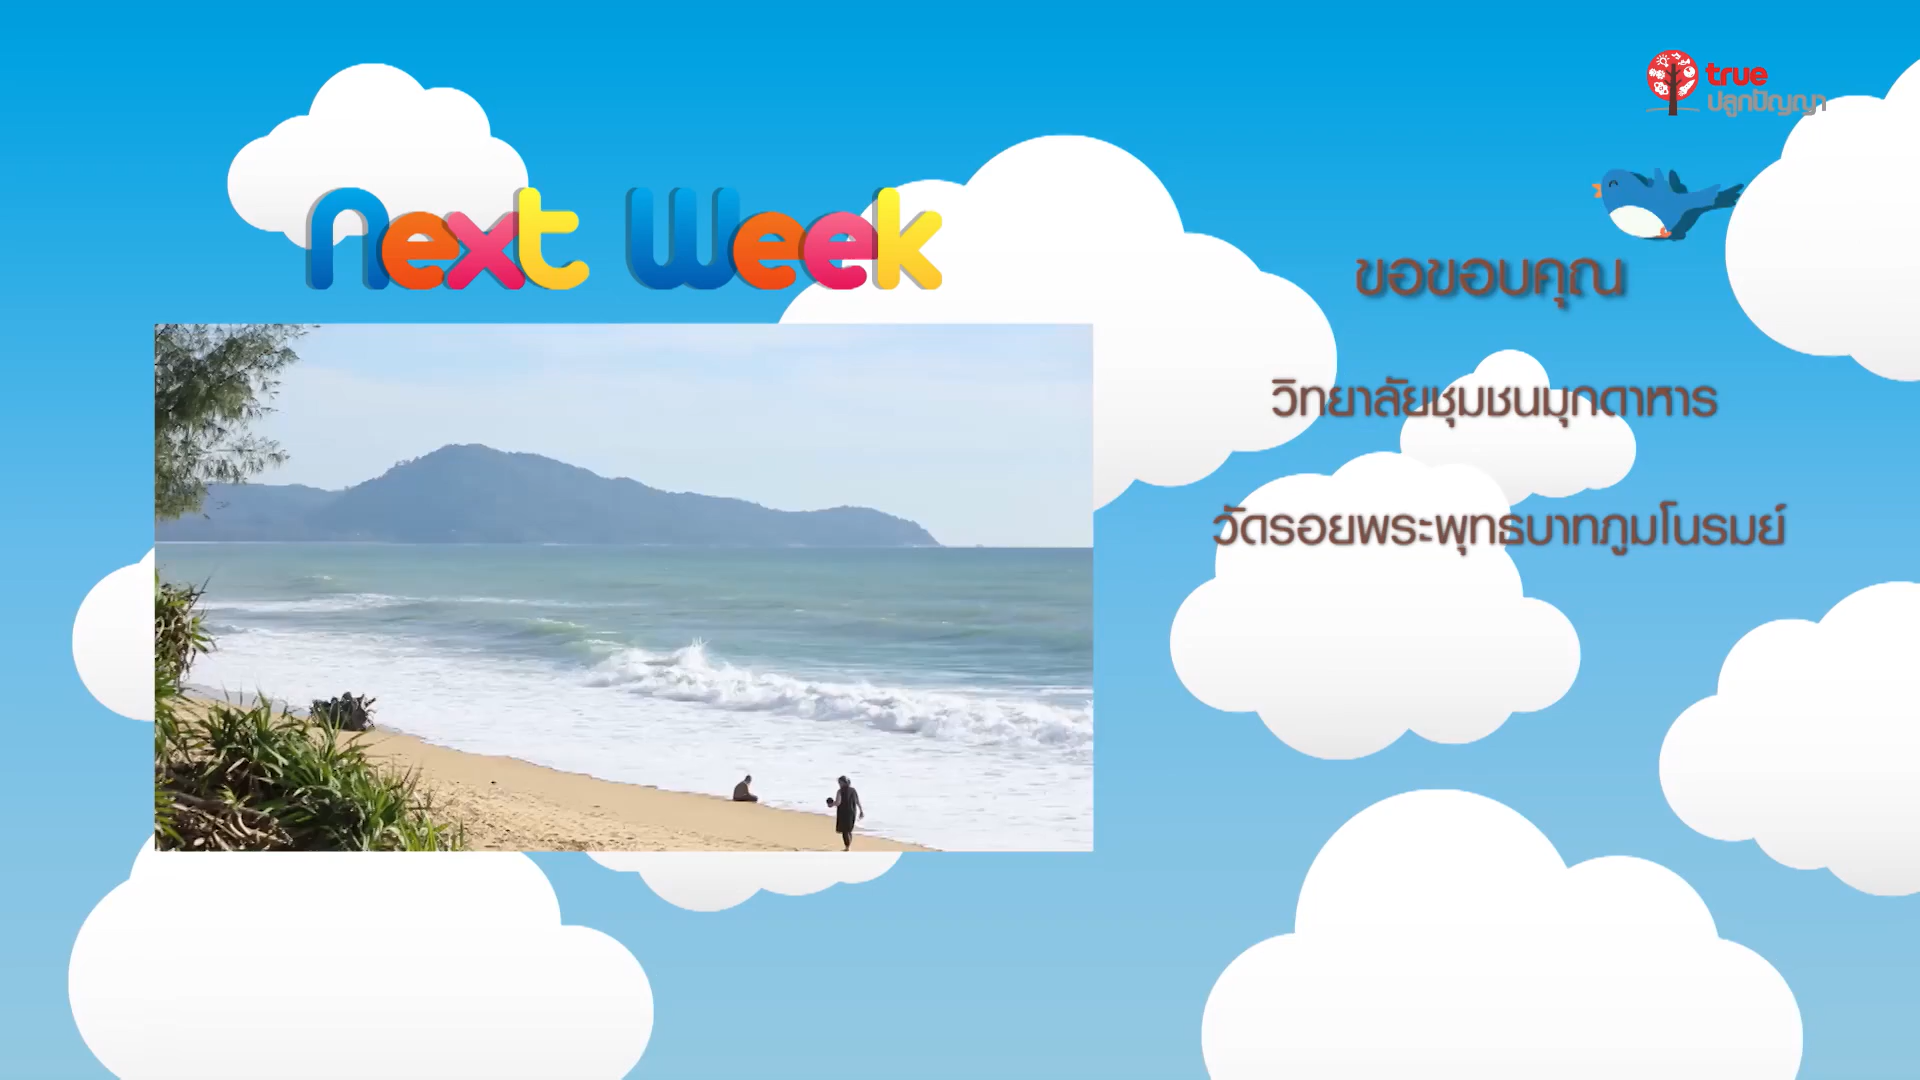 true
ปลูกปัญญา
Next Week
ขอขอบคุณ
วิทยาลัยชุมชนมุกดาหาร
วัดรอยพระพุทธบาทภูมโนรมย์